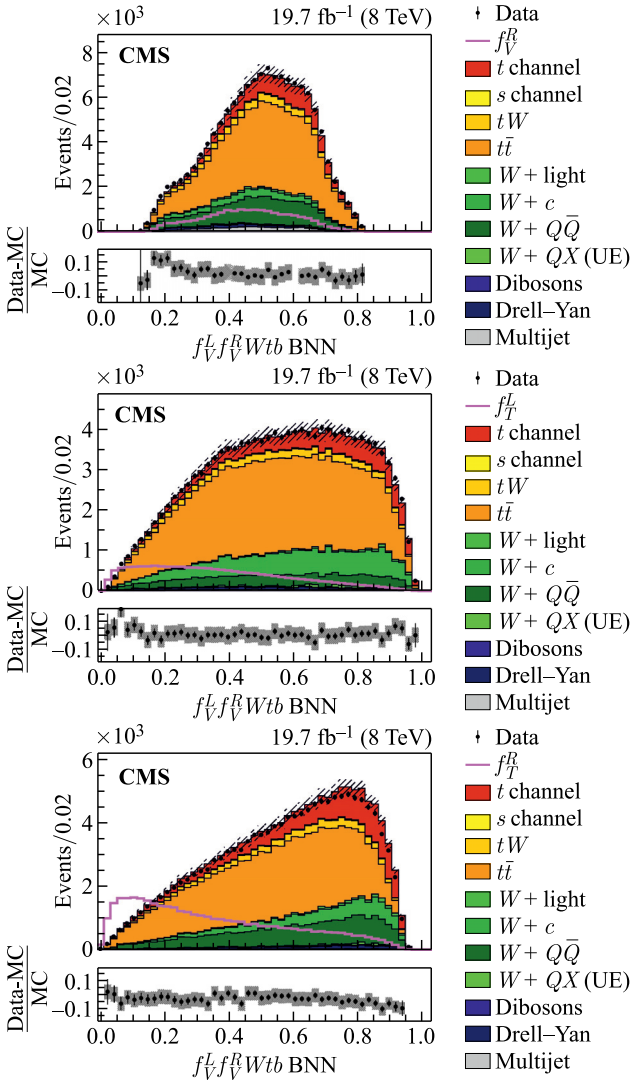 ×10³ 19.7 fb⁻¹ (8 TeV)
CMS
Events/0.02
8
6
4
2
0
Data-MC
MC
0.1
−0.1
0.0 0.2 0.4 0.6 0.8 1.0
f_V^L f_V^R Wtb BNN
Data
f_V^R
t channel
s channel
tW
tt̄
W + light
W + c
W + QQ̄
W + QX (UE)
Dibosons
Drell–Yan
Multijet
×10³ 19.7 fb⁻¹ (8 TeV)
CMS
Events/0.02
4
3
2
1
0
Data-MC
MC
0.1
−0.1
0.0 0.2 0.4 0.6 0.8 1.0
f_V^L f_V^R Wtb BNN
Data
f_T^L
t channel
s channel
tW
tt̄
W + light
W + c
W + QQ̄
W + QX (UE)
Dibosons
Drell–Yan
Multijet
×10³ 19.7 fb⁻¹ (8 TeV)
CMS
Events/0.02
6
4
2
0
Data-MC
MC
0.1
−0.1
0.0 0.2 0.4 0.6 0.8 1.0
f_V^L f_V^R Wtb BNN
Data
f_T^R
t channel
s channel
tW
tt̄
W + light
W + c
W + QQ̄
W + QX (UE)
Dibosons
Drell–Yan
Multijet